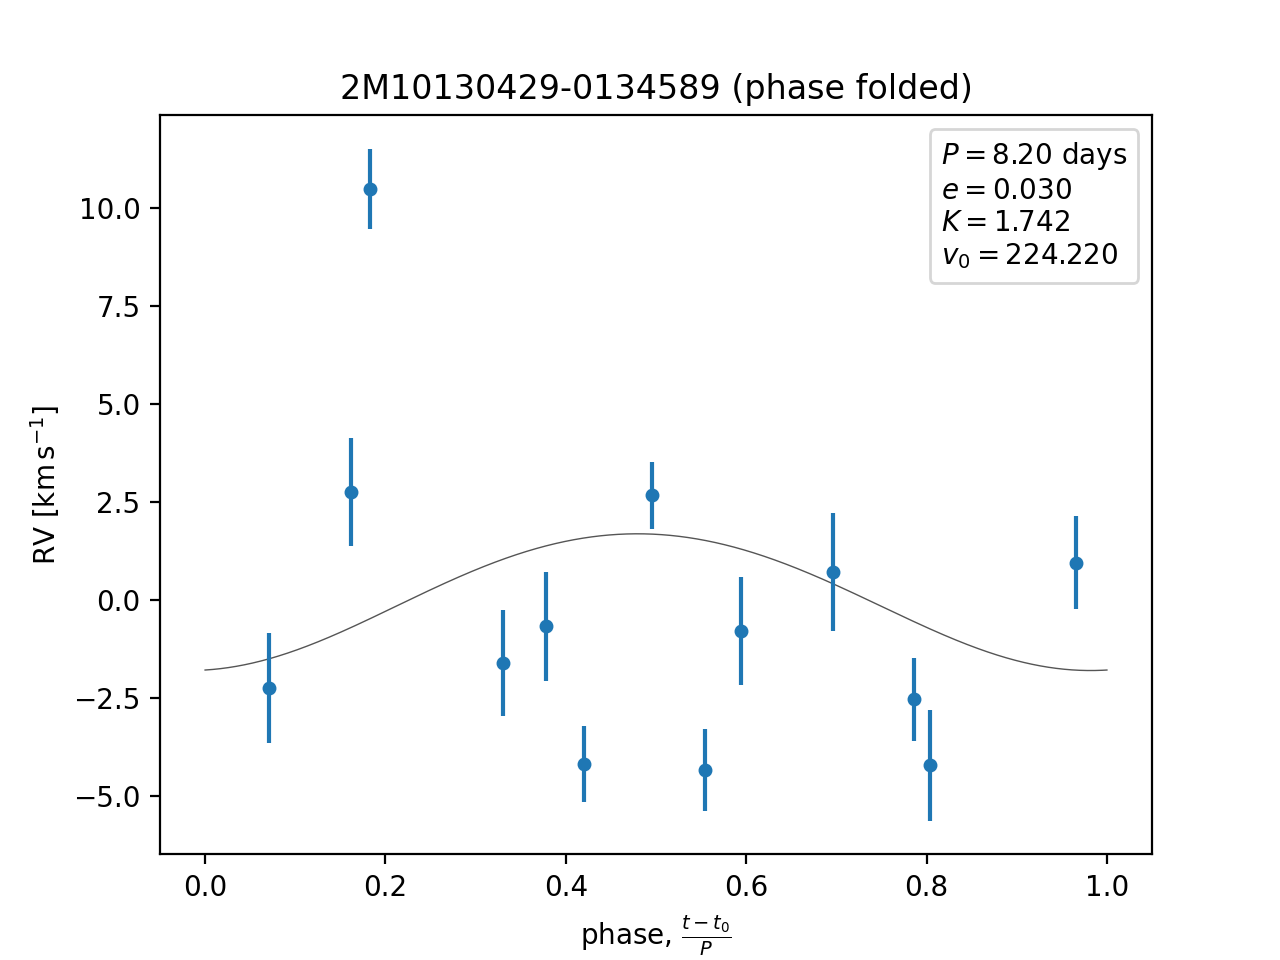 2M10130429-0134589 (phase folded)
P = 8.20 days
e = 0.030
K = 1.742
v₀ = 224.220
10.0
7.5
5.0
2.5
0.0
−2.5
−5.0
RV [km s⁻¹]
0.0 0.2 0.4 0.6 0.8 1.0
phase, (t − t₀)/P